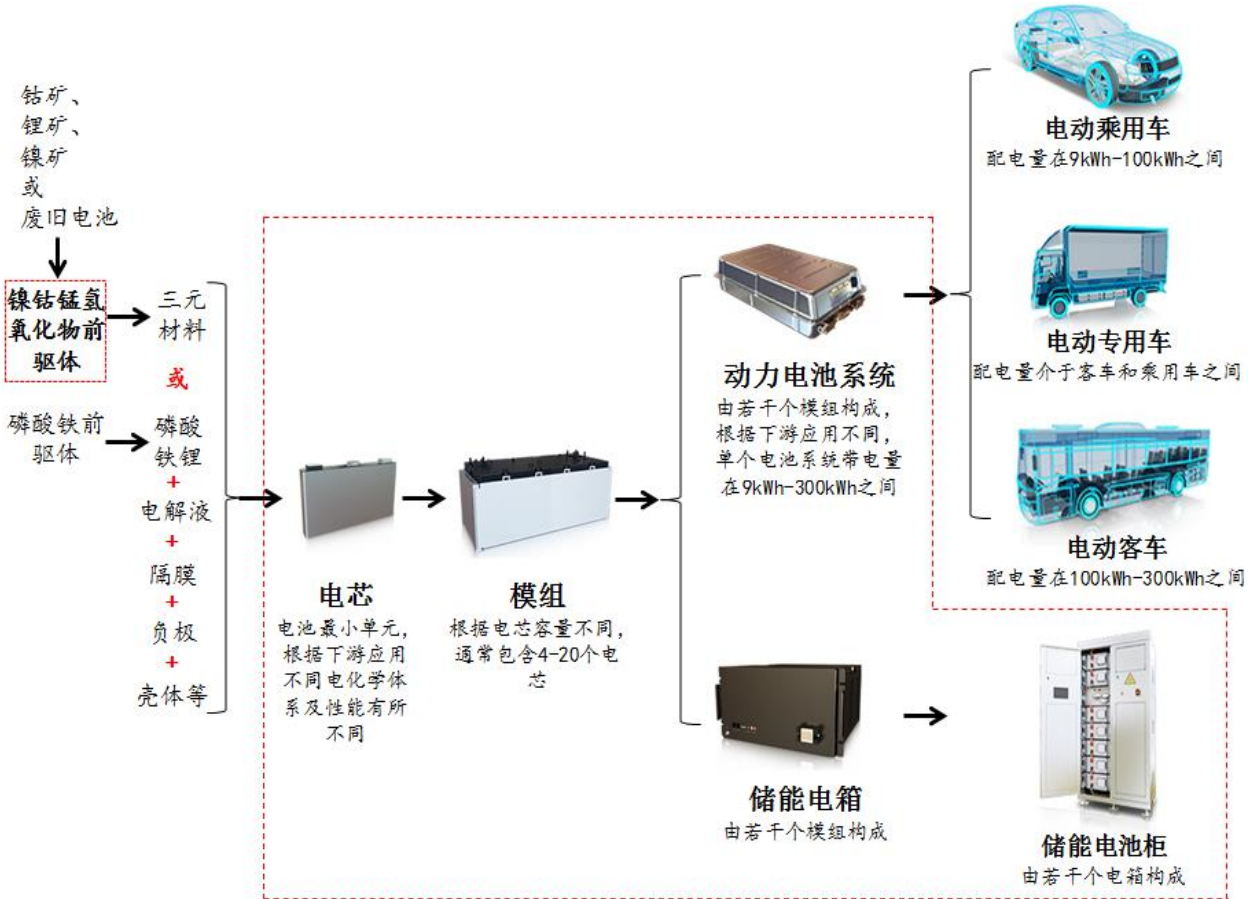 钴矿、
锂矿、
镍矿
或
废旧电池
镍钴锰氢
氧化物前
驱体
磷酸铁前
驱体
三元
材料
或
磷酸
铁锂
+
电解液
+
隔膜
+
负极
+
壳体等
电芯
电池最小单元，
根据下游应用
不同电化学体
系及性能有所
不同
模组
根据电芯容量不同，
通常包含4-20个电
芯
动力电池系统
由若干个模组构成，
根据下游应用不同，
单个电池系统带电量
在9kWh-300kWh之间
储能电箱
由若干个模组构成
电动乘用车
配电量在9kWh-100kWh之间
电动专用车
配电量介于客车和乘用车之间
电动客车
配电量在100kWh-300kWh之间
储能电池柜
由若干个电箱构成